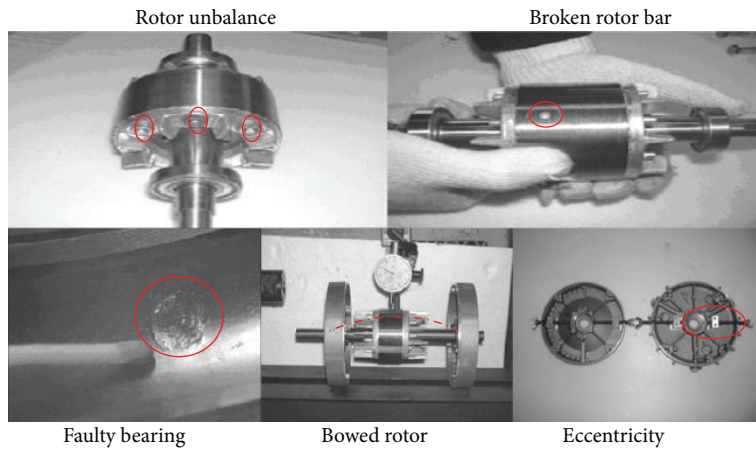 Rotor unbalance
Broken rotor bar
Faulty bearing
Bowed rotor
Eccentricity